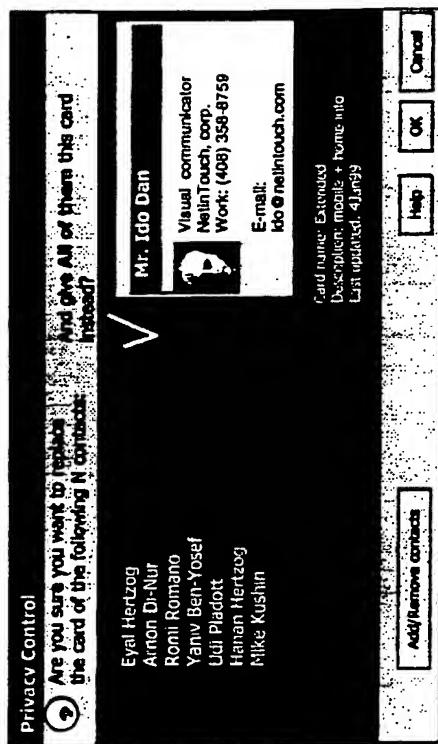 Privacy Control
Are you sure you want to replace
the card of the following N contacts:
And give All of them this card
instead?
Eyal Hertzog
Arnon Di-Nur
Ronli Romano
Yaniv Ben-Yosef
Udi Pladott
Hanan Hertzog
Mike Kushin
Mr. Ido Dan
Visual communicator
NetinTouch, corp.
Work: (408) 358-8759
E-mail:
ido@netintouch.com
Card name: Extended
Description: mobile + home info
Last updated: 4Jan99
Add/Remove contacts
Help
OK
Cancel